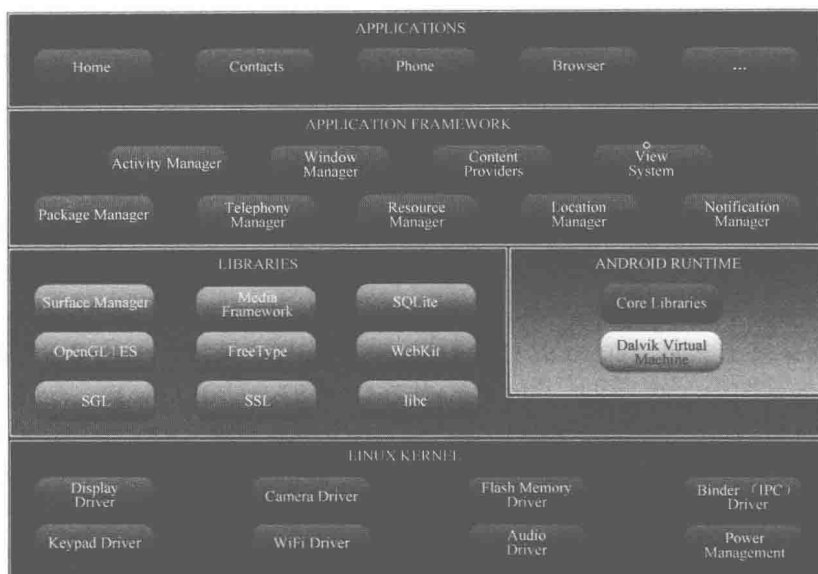 APPLICATIONS
Home
Contacts
Phone
Browser
...
APPLICATION FRAMEWORK
Activity Manager
Window
Manager
Content
Providers
View
System
Package Manager
Telephony
Manager
Resource
Manager
Location
Manager
Notification
Manager
LIBRARIES
Surface Manager
Media
Framework
SQLite
OpenGL | ES
FreeType
WebKit
SGL
SSL
libc
ANDROID RUNTIME
Core Libraries
Dalvik Virtual
Machine
LINUX KERNEL
Display
Driver
Camera Driver
Flash Memory
Driver
Binder （IPC）
Driver
Keypad Driver
WiFi Driver
Audio
Driver
Power
Management